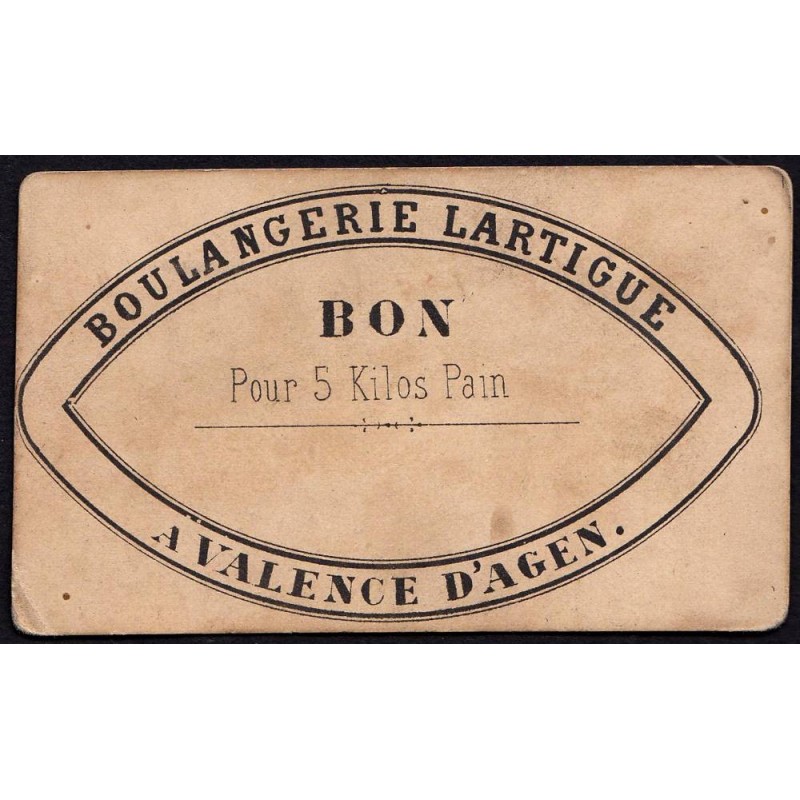 BOULANGERIE LARTIGUE
BON
Pour 5 Kilos Pain
A VALENCE D'AGEN.